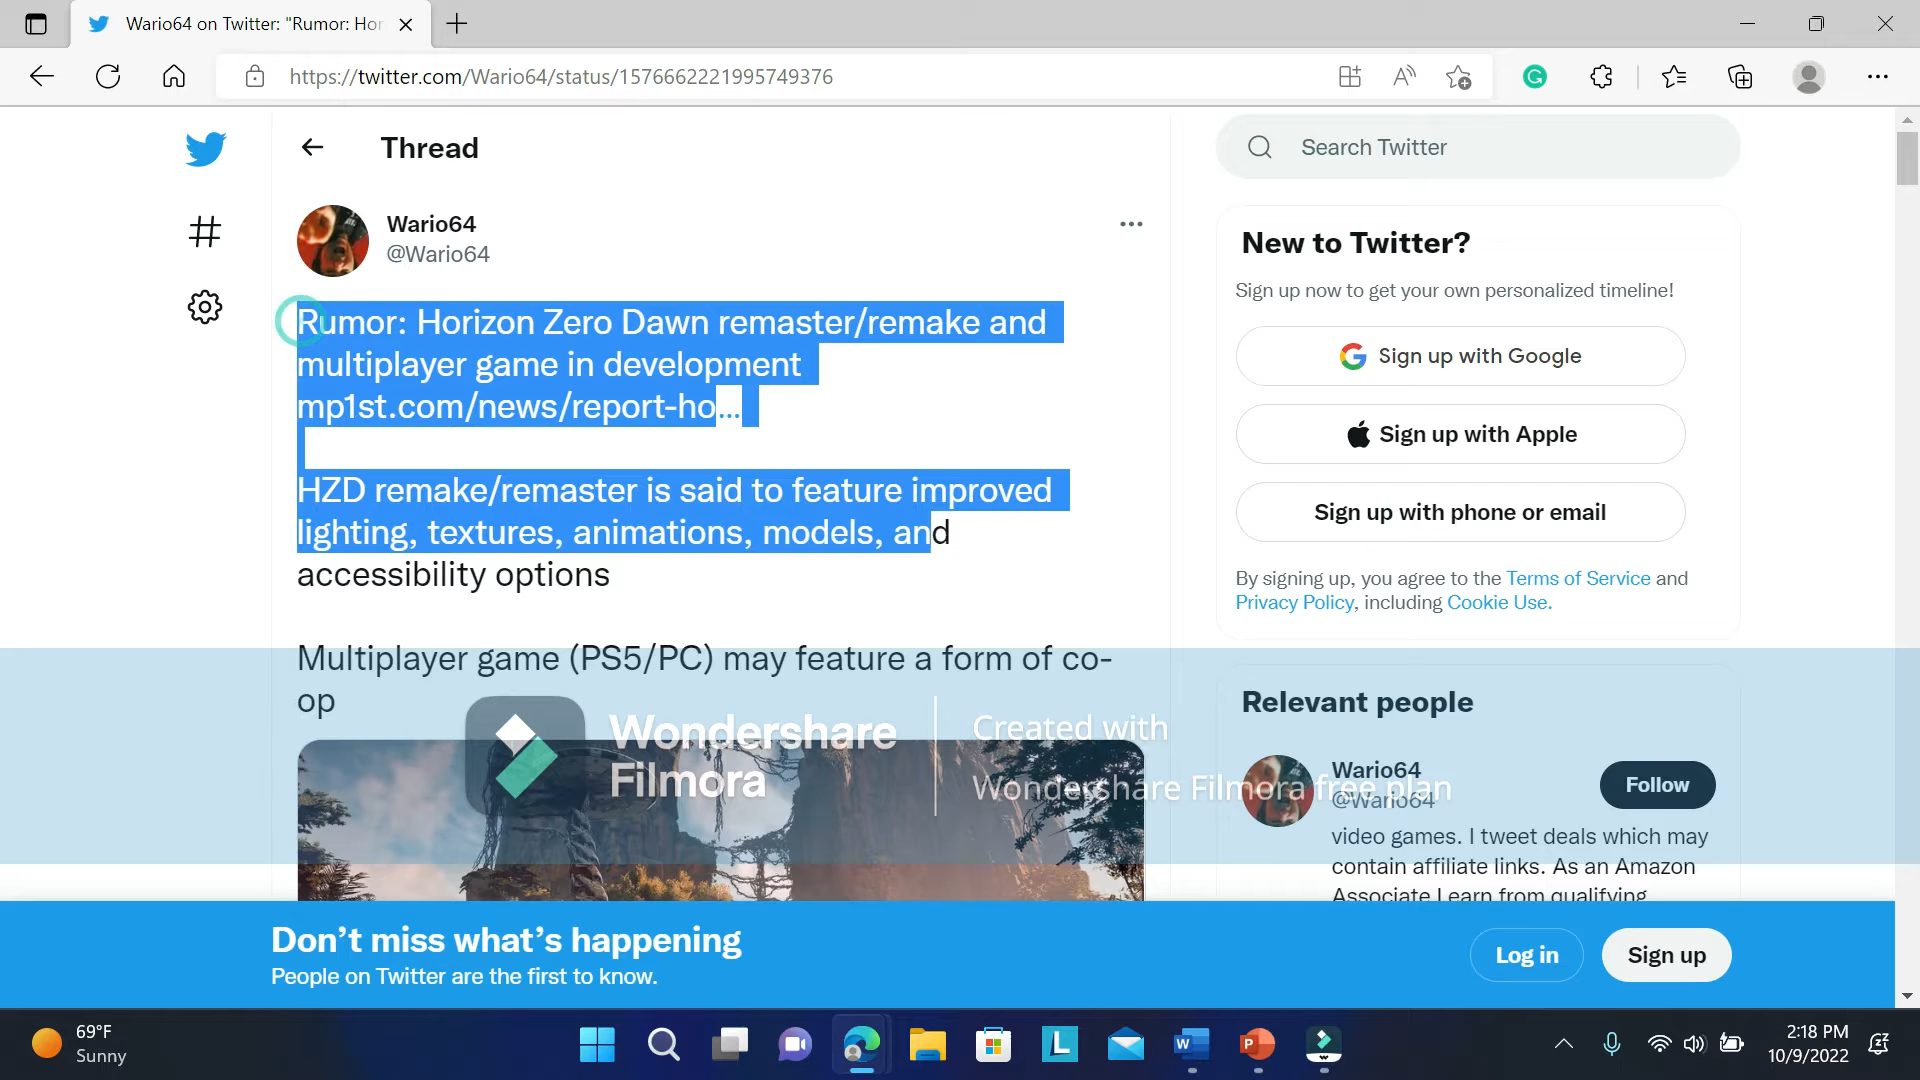 Wario64 on Twitter: "Rumor: Hor
https://twitter.com/Wario64/status/1576662221995749376
Thread
Search Twitter
Wario64
@Wario64
Rumor: Horizon Zero Dawn remaster/remake and
multiplayer game in development
mp1st.com/news/report-ho...
HZD remake/remaster is said to feature improved
lighting, textures, animations, models, and
accessibility options
Multiplayer game (PS5/PC) may feature a form of co-
op
New to Twitter?
Sign up now to get your own personalized timeline!
Sign up with Google
Sign up with Apple
Sign up with phone or email
By signing up, you agree to the Terms of Service and
Privacy Policy, including Cookie Use.
Relevant people
Wario64
@Wario64
Follow
video games. I tweet deals which may
contain affiliate links. As an Amazon
Associate I earn from qualifying
Wondershare
Filmora
Created with
Wondershare Filmora free plan
Don't miss what's happening
People on Twitter are the first to know.
Log in
Sign up
69°F
Sunny
2:18 PM
10/9/2022